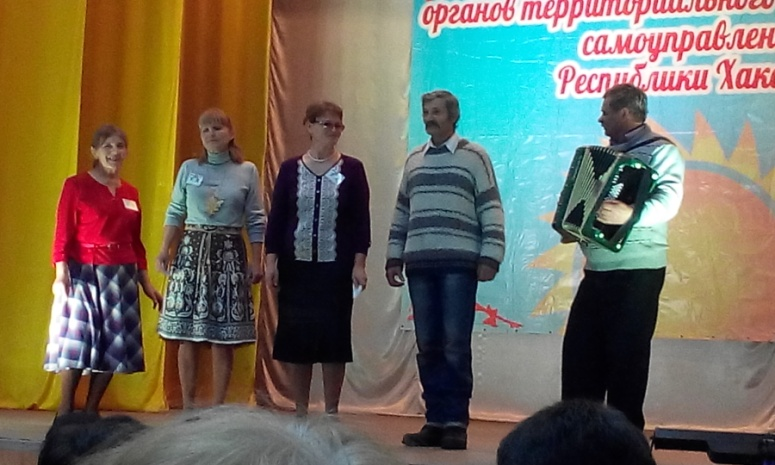 органов территориального
самоуправлен
Республики Хака